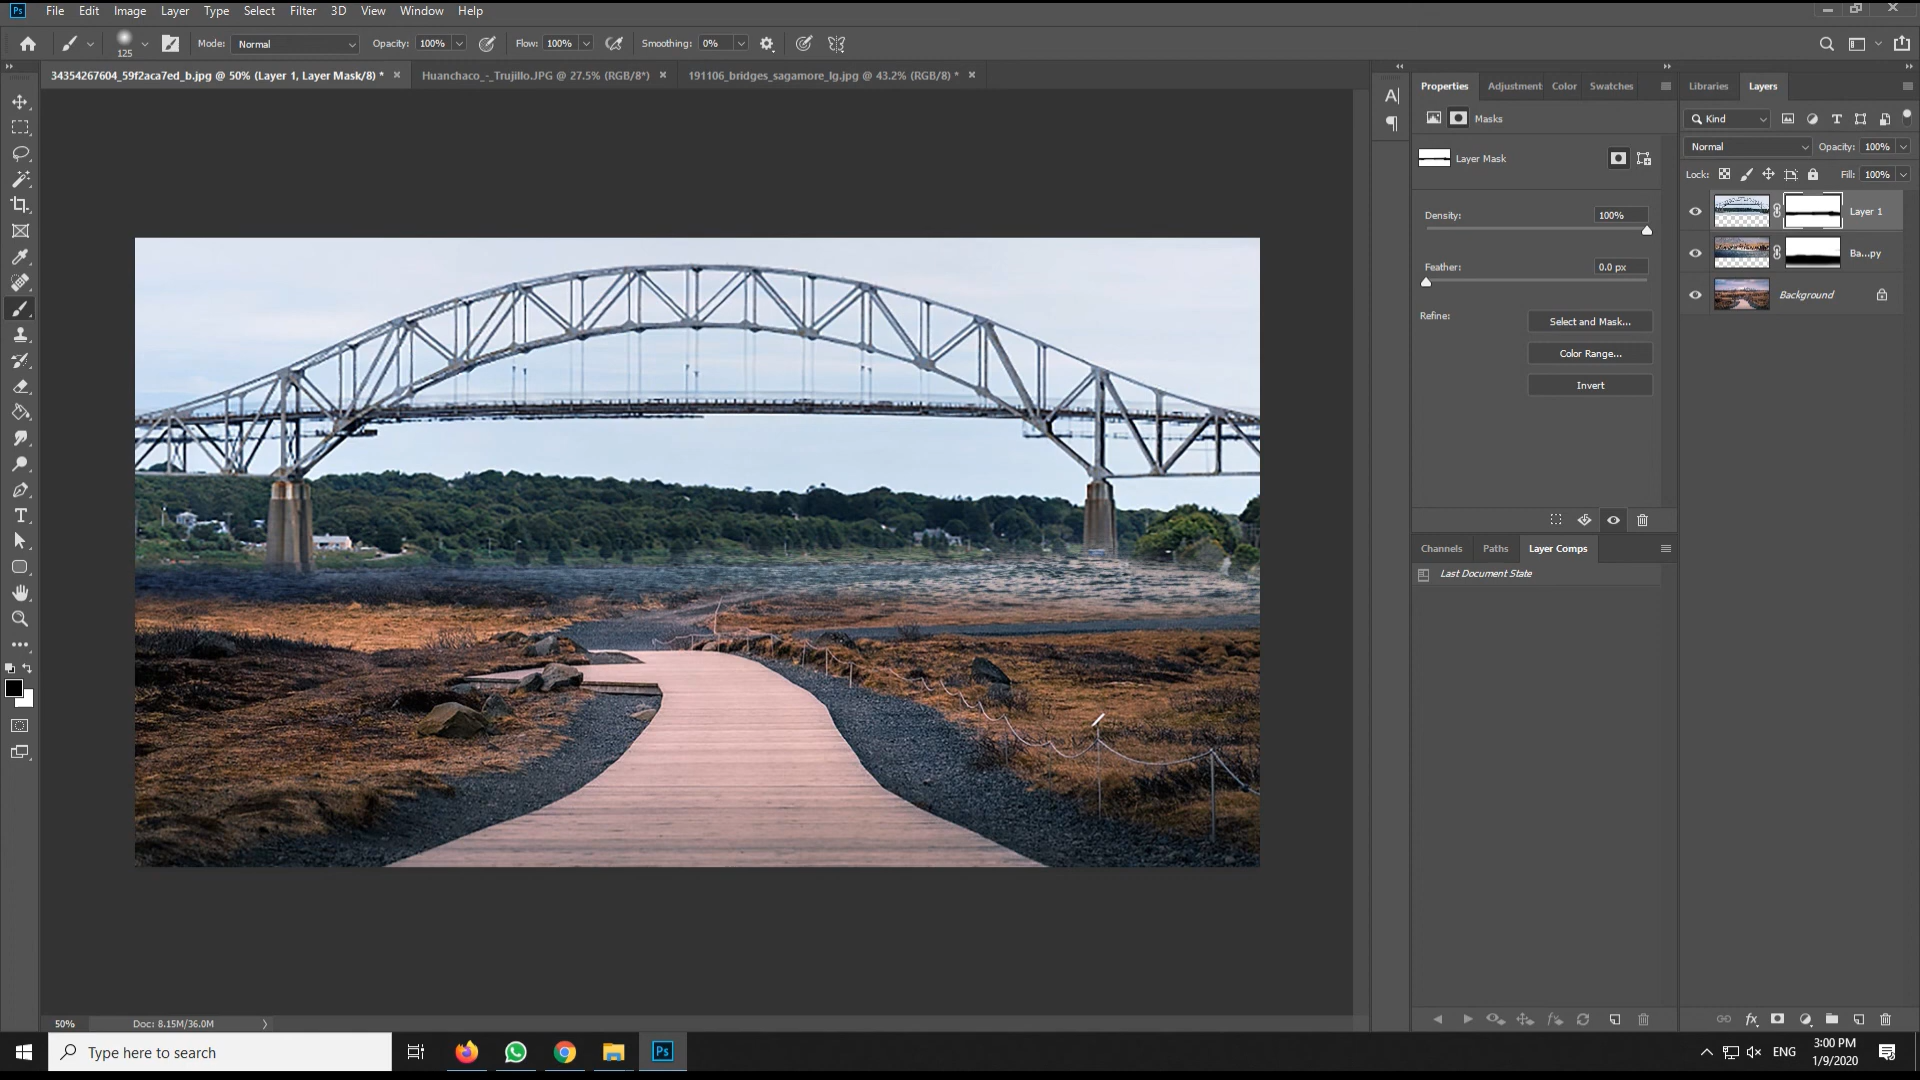 Ps File Edit Image Layer Type Select Filter 3D View Window Help
125 Mode: Normal Opacity: 100% Flow: 100% Smoothing: 0%
34354267604_59f2aca7ed_b.jpg @ 50% (Layer 1, Layer Mask/8) * Huanchaco_-_Trujillo.JPG @ 27.5% (RGB/8*) 191106_bridges_sagamore_lg.jpg @ 43.2% (RGB/8) *
Properties Adjustment Color Swatches
Masks
Layer Mask
Density: 100%
Feather: 0.0 px
Refine: Select and Mask...
Color Range...
Invert
Channels Paths Layer Comps
Last Document State
Libraries Layers
Kind
Normal Opacity: 100%
Lock: Fill: 100%
Layer 1
Ba...py
Background
50% Doc: 8.15M/36.0M
Type here to search
Ps
ENG
3:00 PM
1/9/2020